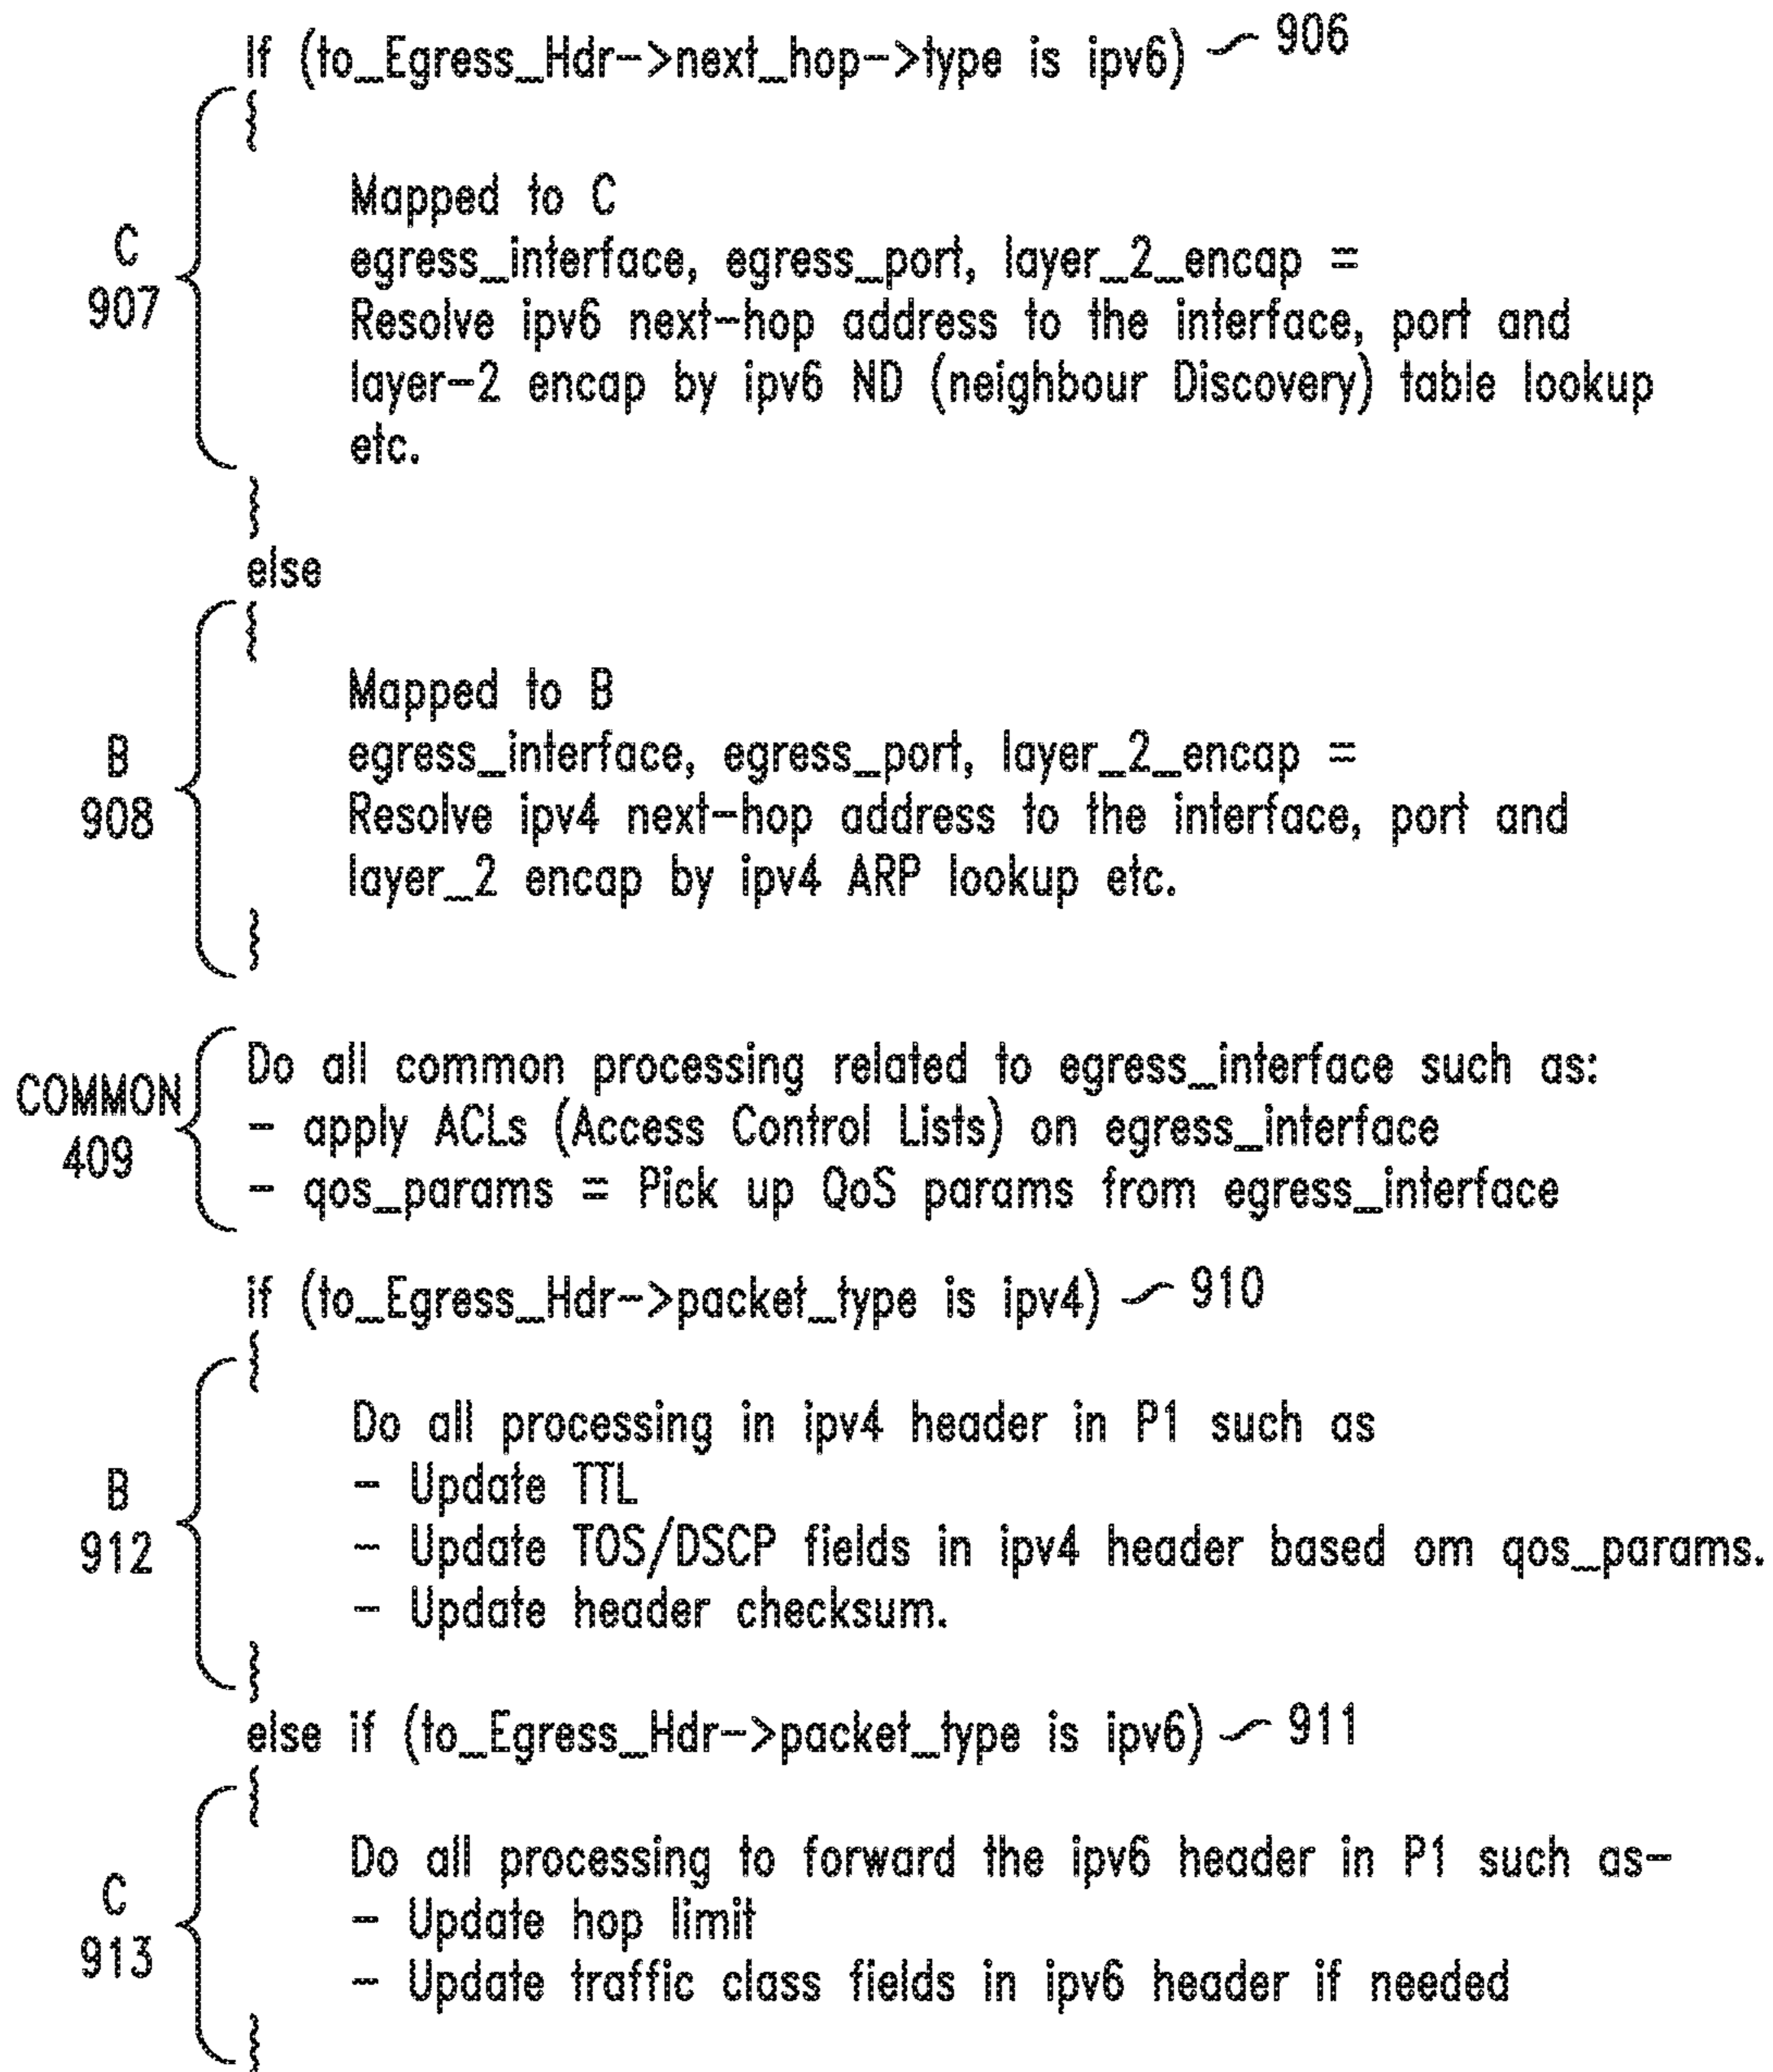 If (to_Egress_Hdr->next_hop->type is ipv6) 906
{
Mapped to C
egress_interface, egress_port, layer_2_encap =
C
907
Resolve ipv6 next-hop address to the interface, port and
layer-2 encap by ipv6 ND (neighbour Discovery) table lookup
etc.
}
else
{
Mapped to B
egress_interface, egress_port, layer_2_encap =
B
908
Resolve ipv4 next-hop address to the interface, port and
layer_2 encap by ipv4 ARP lookup etc.
}
COMMON
409
Do all common processing related to egress_interface such as:
- apply ACLs (Access Control Lists) on egress_interface
- qos_params = Pick up QoS params from egress_interface
if (to_Egress_Hdr->packet_type is ipv4) 910
{
B
912
Do all processing in ipv4 header in P1 such as
- Update TTL
- Update TOS/DSCP fields in ipv4 header based om qos_params.
- Update header checksum.
}
else if (to_Egress_Hdr->packet_type is ipv6) 911
{
C
913
Do all processing to forward the ipv6 header in P1 such as-
- Update hop limit
- Update traffic class fields in ipv6 header if needed
}